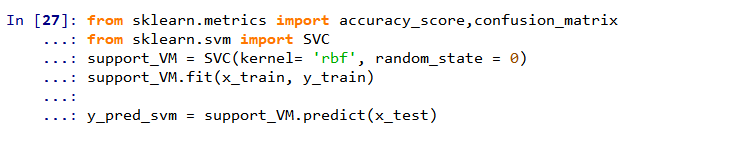 In [27]: from sklearn.metrics import accuracy_score,confusion_matrix
    ...: from sklearn.svm import SVC
    ...: support_VM = SVC(kernel= 'rbf', random_state = 0)
    ...: support_VM.fit(x_train, y_train)
    ...:
    ...: y_pred_svm = support_VM.predict(x_test)